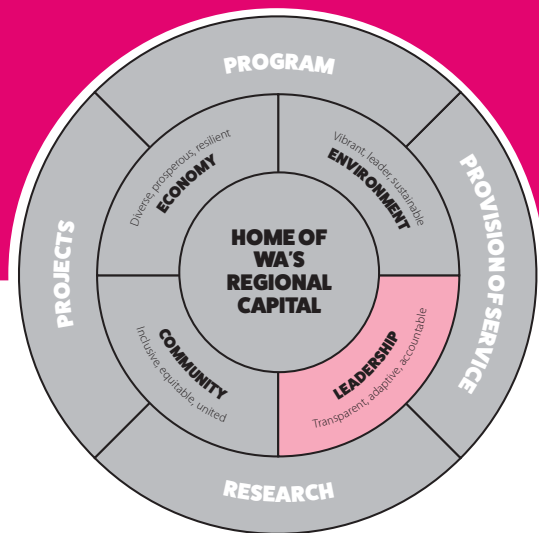 PROGRAM
Diverse, prosperous, resilient
ECONOMY
Vibrant, leader, sustainable
ENVIRONMENT
PROJECTS
HOME OF
WA'S
REGIONAL
CAPITAL
PROVISION OF SERVICE
COMMUNITY
Inclusive, equitable, united
LEADERSHIP
Transparent, adaptive, accountable
RESEARCH